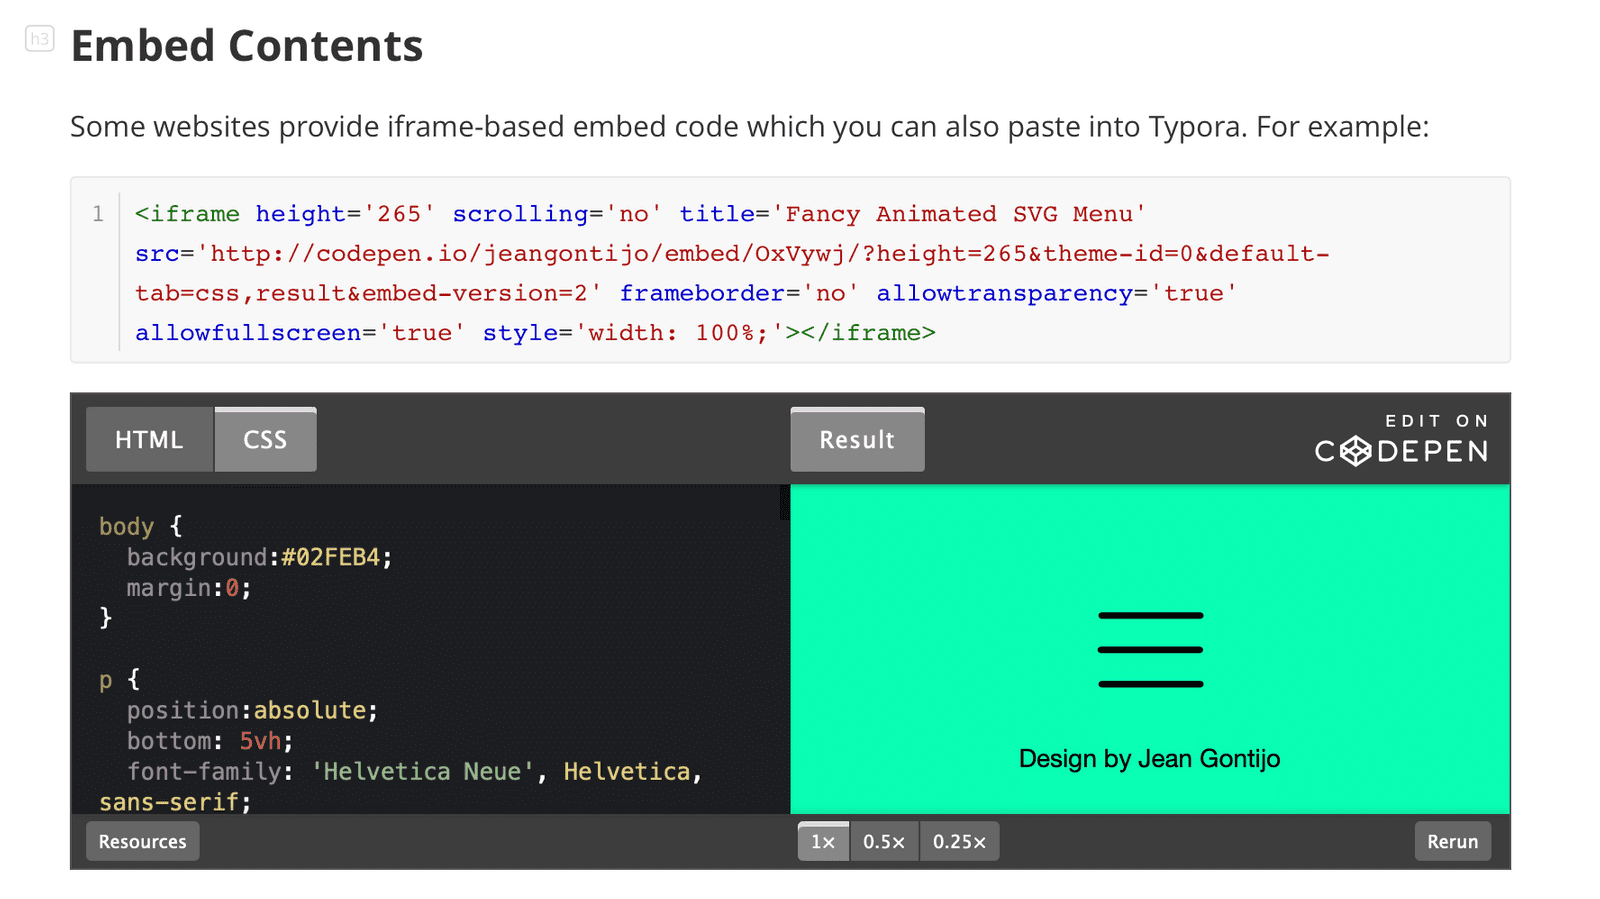 h3
Embed Contents
Some websites provide iframe-based embed code which you can also paste into Typora. For example:
1
<iframe height='265' scrolling='no' title='Fancy Animated SVG Menu'
src='http://codepen.io/jeangontijo/embed/OxVywj/?height=265&theme-id=0&default-
tab=css,result&embed-version=2' frameborder='no' allowtransparency='true'
allowfullscreen='true' style='width: 100%;'></iframe>
HTML CSS
Result
EDIT ON
CODEPEN
body {
background:#02FEB4;
margin:0;
}
p {
position:absolute;
bottom: 5vh;
font-family: 'Helvetica Neue', Helvetica,
sans-serif;
Design by Jean Gontijo
Resources
1× 0.5× 0.25×
Rerun